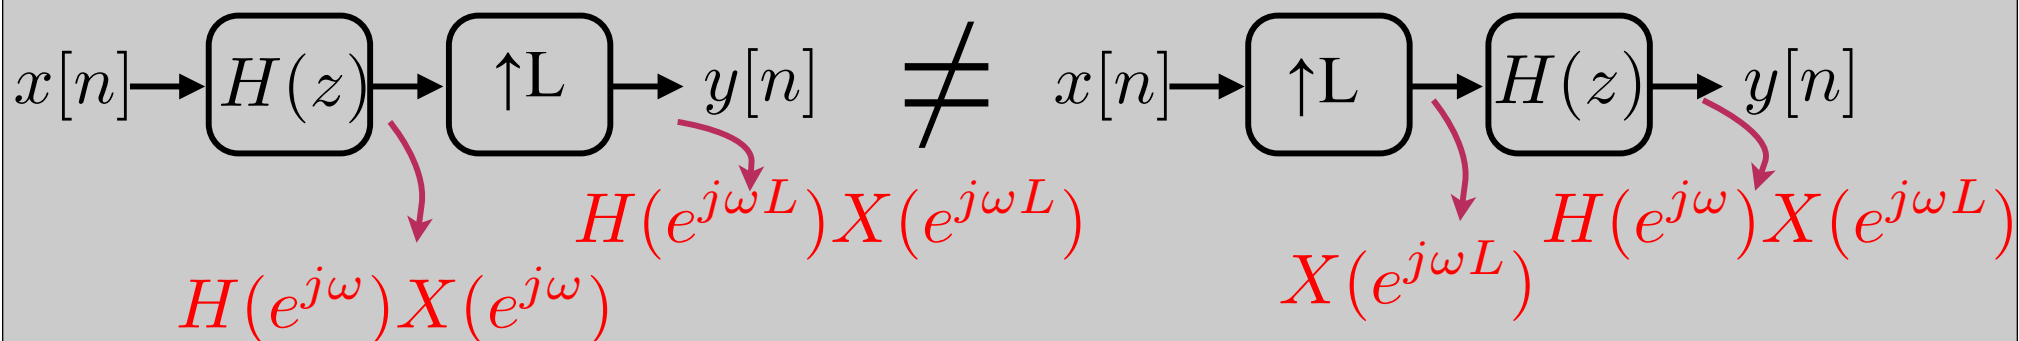 x[n] H(z) ↑L y[n] ≠ x[n] ↑L H(z) y[n]
H(e^{jωL})X(e^{jωL}) H(e^{jω})X(e^{jωL})
H(e^{jω})X(e^{jω}) X(e^{jωL})